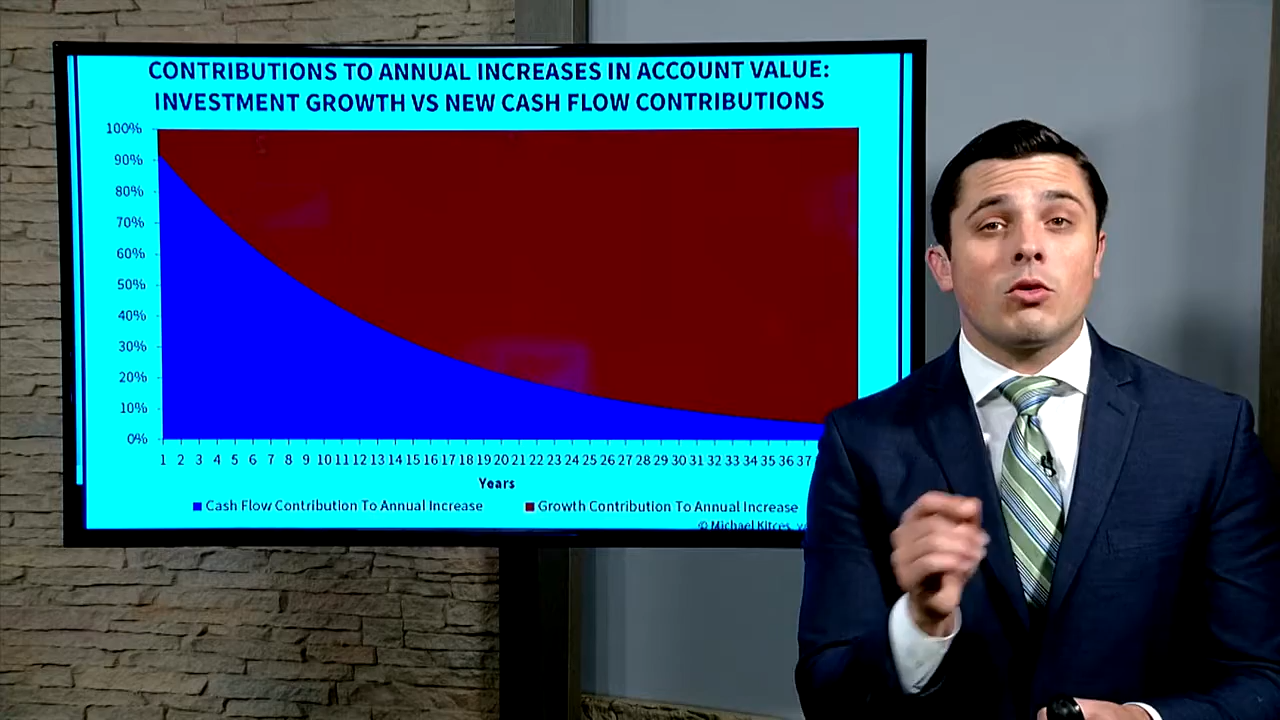 CONTRIBUTIONS TO ANNUAL INCREASES IN ACCOUNT VALUE:
INVESTMENT GROWTH VS NEW CASH FLOW CONTRIBUTIONS
100%
90%
80%
70%
60%
50%
40%
30%
20%
10%
0%
1 2 3 4 5 6 7 8 9 10 11 12 13 14 15 16 17 18 19 20 21 22 23 24 25 26 27 28 29 30 31 32 33 34 35 36 37
Years
Cash Flow Contribution To Annual Increase Growth Contribution To Annual Increase
© Michael Kitces,